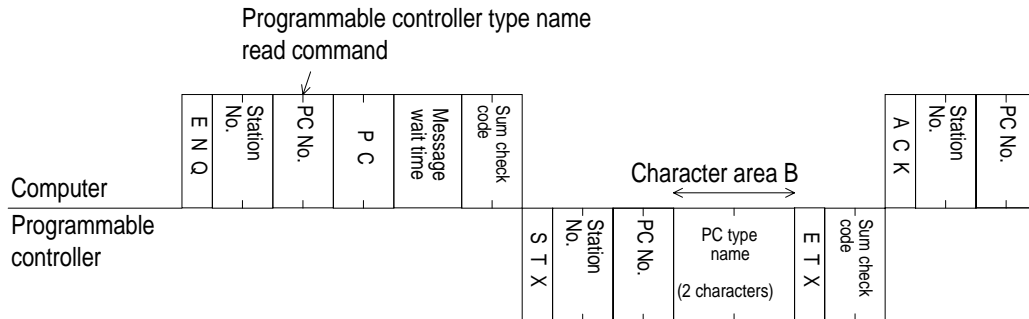 Programmable controller type name
read command
E N Q
Station
No.
PC No.
P C
Message
wait time
Sum check
code
A C K
Station
No.
PC No.
Computer
Character area B
Programmable
controller
S T X
Station
No.
PC No.
PC type
name
(2 characters)
E T X
Sum check
code